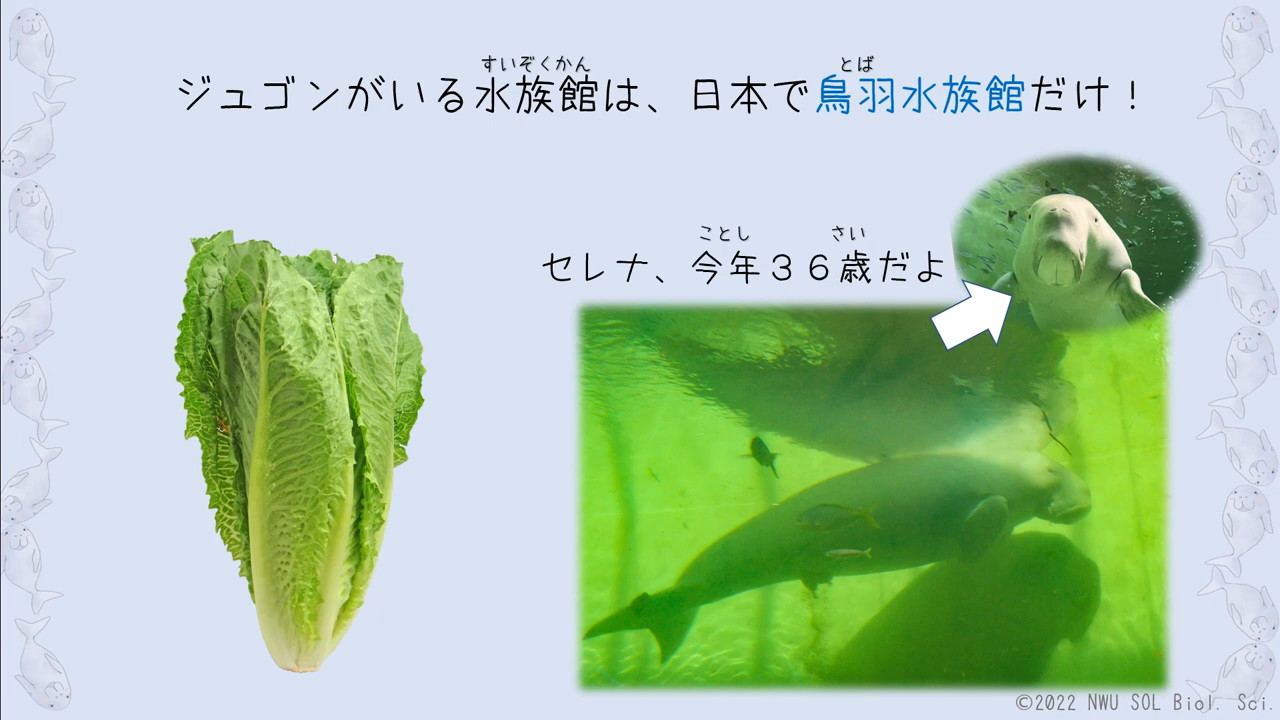 すいぞくかん とば
ジュゴンがいる水族館は、日本で鳥羽水族館だけ！
ことし さい
セレナ、今年３６歳だよ
©2022 NWU SOL Biol. Sci.